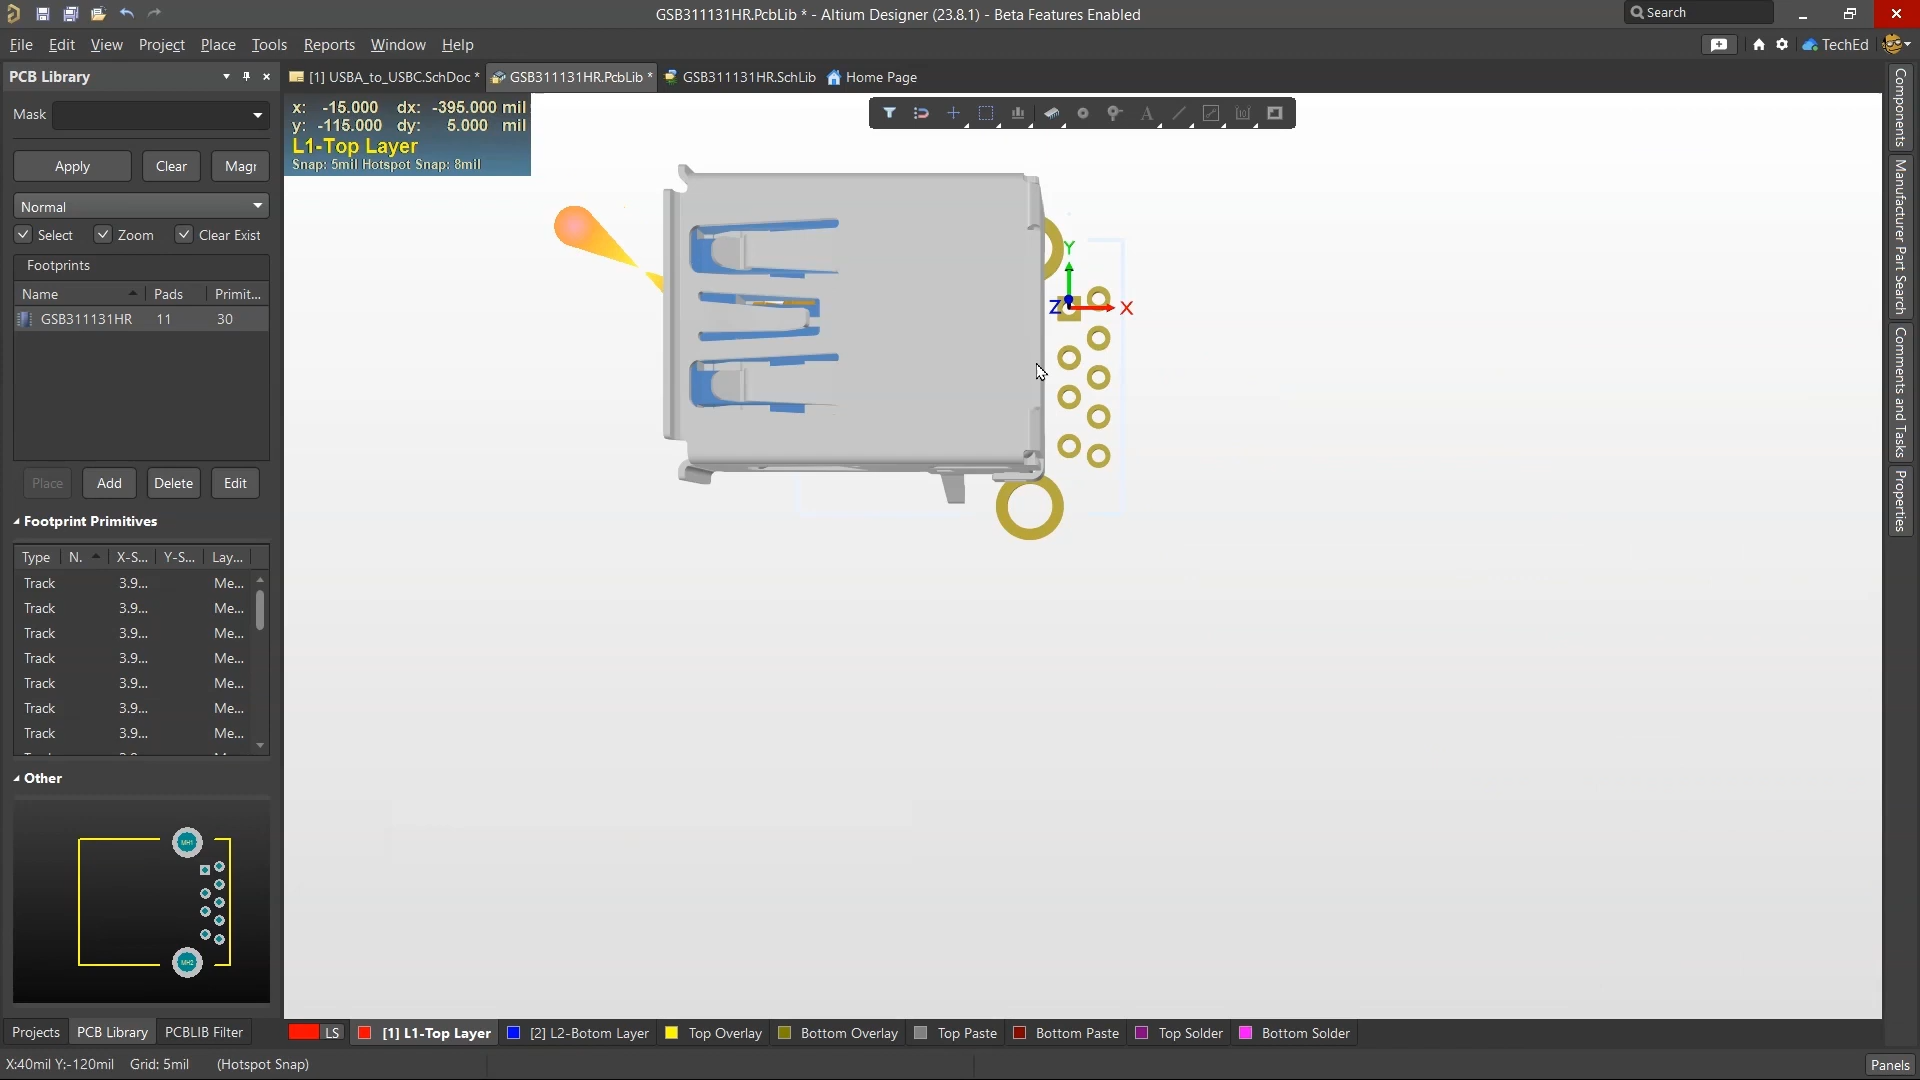 GSB311131HR.PcbLib * - Altium Designer (23.8.1) - Beta Features Enabled
Search
File Edit View Project Place Tools Reports Window Help
TechEd
PCB Library
[1] USBA_to_USBC.SchDoc *
GSB311131HR.PcbLib *
GSB311131HR.SchLib
Home Page
Mask
Apply
Clear
Magr
Normal
Select
Zoom
Clear Exist
Footprints
Name Pads Primit...
GSB311131HR 11 30
Place
Add
Delete
Edit
Footprint Primitives
Type N. X-S... Y-S... Lay...
Track 3.9... Me...
Track 3.9... Me...
Track 3.9... Me...
Track 3.9... Me...
Track 3.9... Me...
Track 3.9... Me...
Track 3.9... Me...
Other
MH1
MH2
x: -15.000 dx: -395.000 mil
y: -115.000 dy: 5.000 mil
L1-Top Layer
Snap: 5mil Hotspot Snap: 8mil
Y
Z
X
Components
Manufacturer Part Search
Comments and Tasks
Properties
Projects
PCB Library
PCBLIB Filter
LS
[1] L1-Top Layer
[2] L2-Botom Layer
Top Overlay
Bottom Overlay
Top Paste
Bottom Paste
Top Solder
Bottom Solder
X:40mil Y:-120mil Grid: 5mil (Hotspot Snap)
Panels